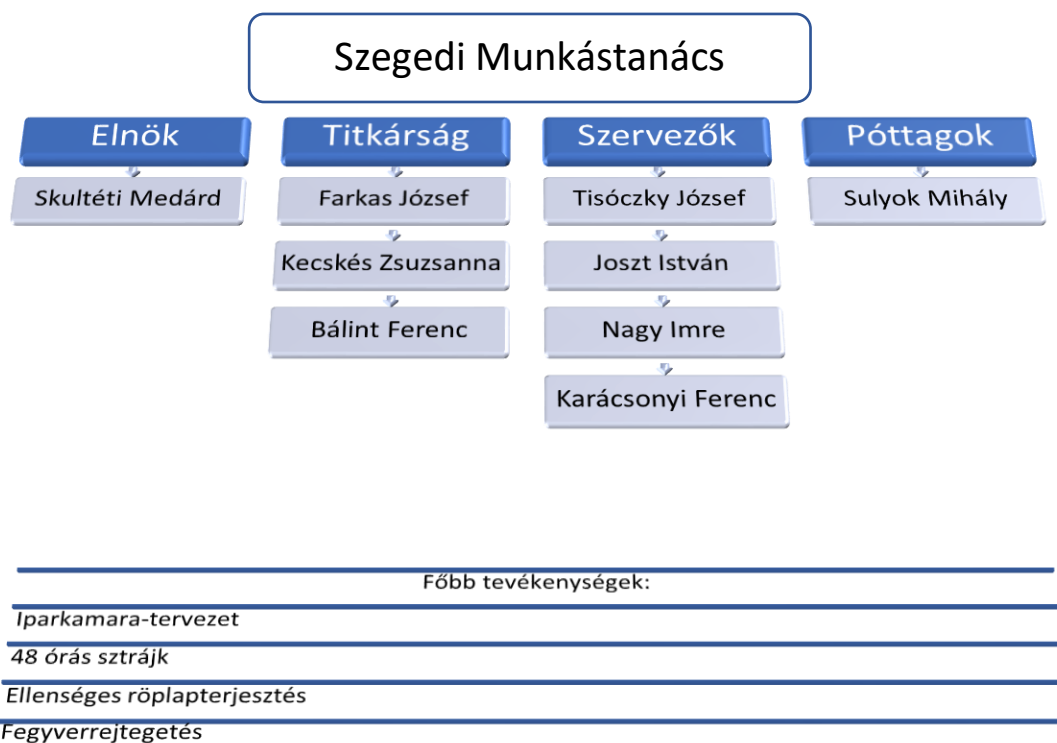 Szegedi Munkástanács
Elnök
Skultéti Medárd
Titkárság
Farkas József
Kecskés Zsuzsanna
Bálint Ferenc
Szervezők
Tisóczky József
Joszt István
Nagy Imre
Karácsonyi Ferenc
Póttagok
Sulyok Mihály
Főbb tevékenységek:
Iparkamara-tervezet
48 órás sztrájk
Ellenséges röplapterjesztés
Fegyverrejtegetés